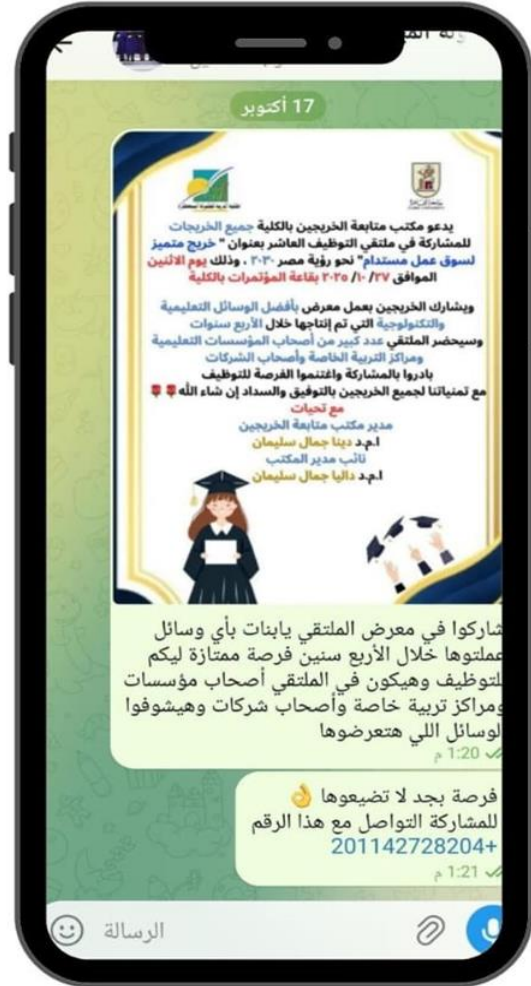 17 أكتوبر
يدعو مكتب متابعة الخريجين بالكلية جميع الخريجات
للمشاركة في ملتقي التوظيف العاشر بعنوان " خريج متميز
لسوق عمل مستدام" نحو رؤية مصر ٢٠٣٠ ، وذلك يوم الاثنين
الموافق ٢٧/ ١٠/ ٢٠٢٥ بقاعة المؤتمرات بالكلية
ويشارك الخريجين بعمل معرض بأفضل الوسائل التعليمية
والتكنولوجية التي تم إنتاجها خلال الأربع سنوات
وسيحضر الملتقي عدد كبير من أصحاب المؤسسات التعليمية
ومراكز التربية الخاصة وأصحاب الشركات
بادروا بالمشاركة واغتنموا الفرصة للتوظيف
مع تمنياتنا لجميع الخريجين بالتوفيق والسداد إن شاء الله🌹🌹
مع تحيات
مدير مكتب متابعة الخريجين
ا.م.د دينا جمال سليمان
نائب مدير المكتب
ا.م.د داليا جمال سليمان
شاركوا في معرض الملتقي يابنات بأي وسائل
عملتوها خلال الأربع سنين فرصة ممتازة ليكم
للتوظيف وهيكون في الملتقي أصحاب مؤسسات
ومراكز تربية خاصة وأصحاب شركات وهيشوفوا
الوسائل اللي هتعرضوها
1:20 م
فرصة بجد لا تضيعوها 👌
للمشاركة التواصل مع هذا الرقم
+201142728204
1:21 م
الرسالة